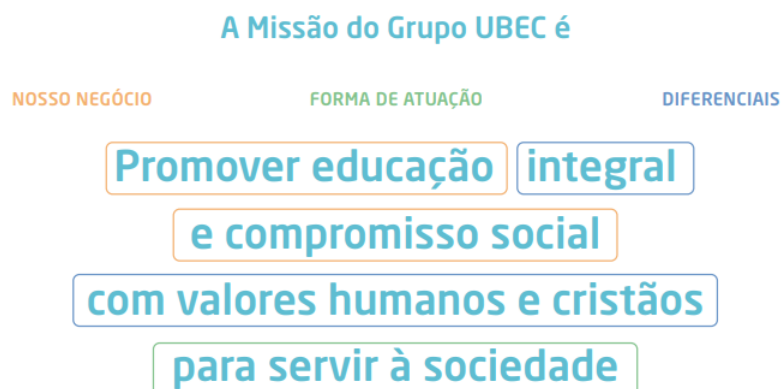 A Missão do Grupo UBEC é
NOSSO NEGÓCIO FORMA DE ATUAÇÃO DIFERENCIAIS
Promover educação integral
e compromisso social
com valores humanos e cristãos
para servir à sociedade